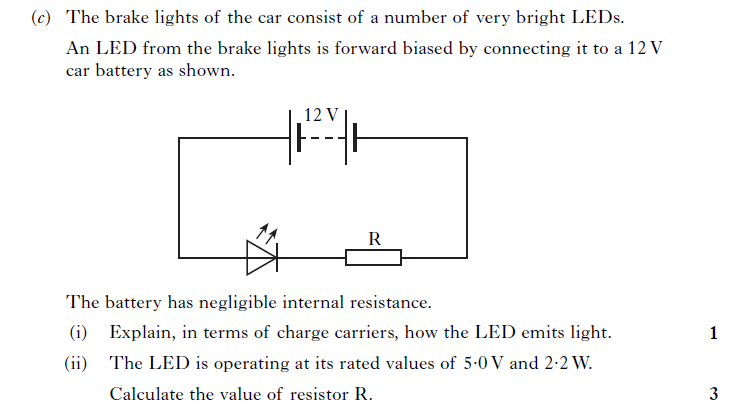 (c) The brake lights of the car consist of a number of very bright LEDs.
An LED from the brake lights is forward biased by connecting it to a 12 V
car battery as shown.
12 V
R
The battery has negligible internal resistance.
(i) Explain, in terms of charge carriers, how the LED emits light. 1
(ii) The LED is operating at its rated values of 5·0 V and 2·2 W.
Calculate the value of resistor R. 3